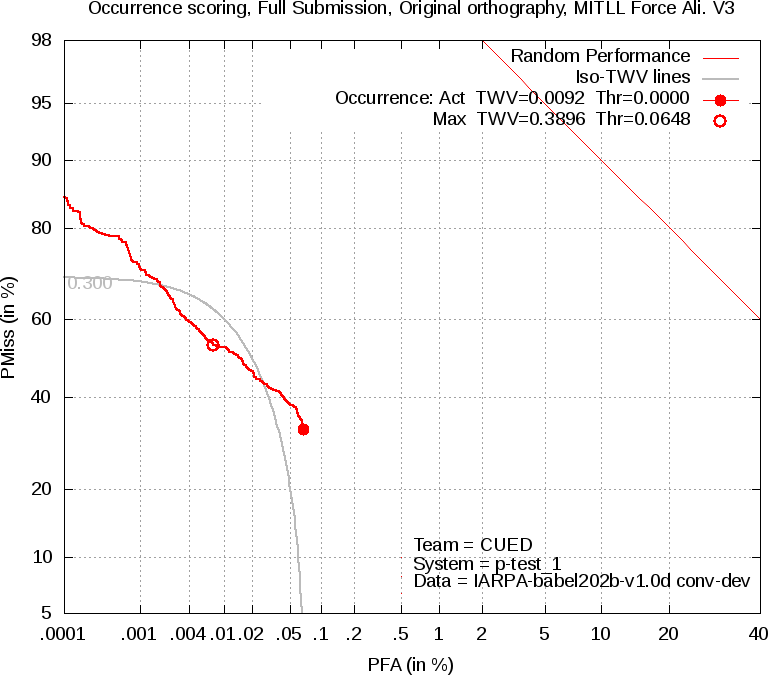 Occurrence scoring, Full Submission, Original orthography, MITLL Force Ali. V3
Random Performance
Iso-TWV lines
Occurrence: Act TWV=0.0092 Thr=0.0000
Max TWV=0.3896 Thr=0.0648
98
95
90
80
60
40
20
10
5
PMiss (in %)
0.300
Team = CUED
System = p-test_1
Data = IARPA-babel202b-v1.0d conv-dev
.0001 .001 .004 .01 .02 .05 .1 .2 .5 1 2 5 10 20 40
PFA (in %)